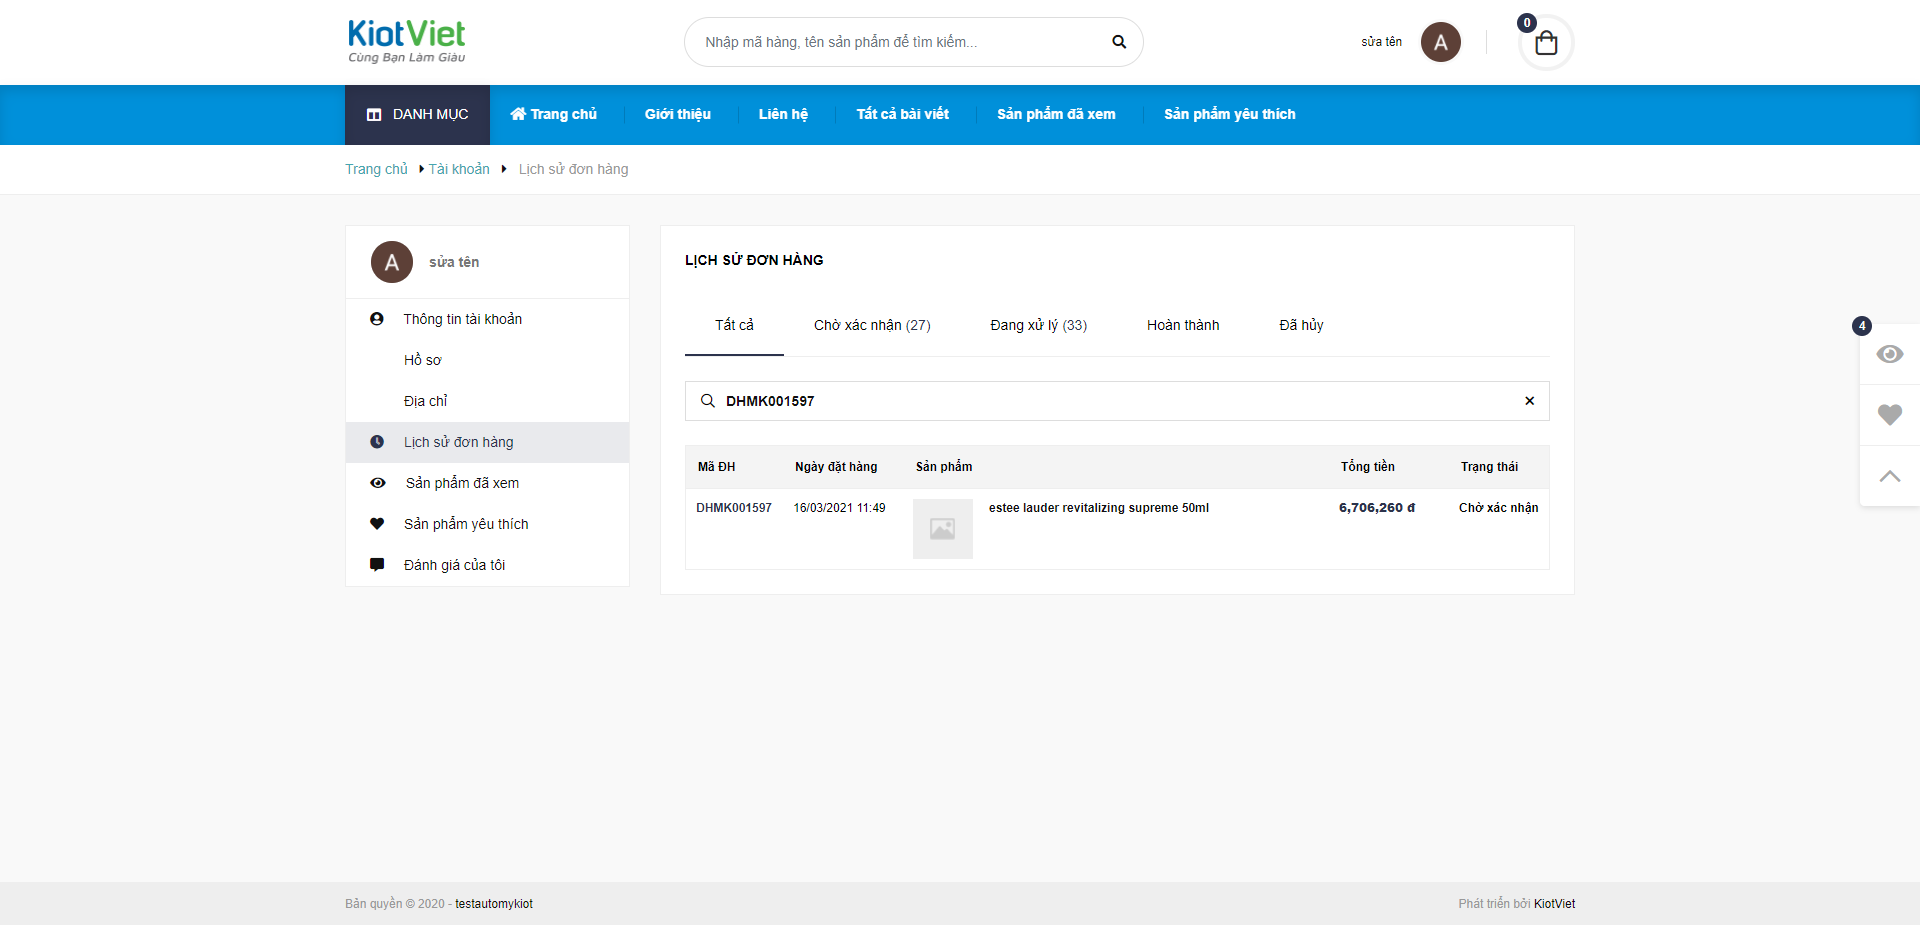 KiotViet
Cùng Bạn Làm Giàu
Nhập mã hàng, tên sản phẩm để tìm kiếm...
sửa tên
A
0
DANH MỤC
Trang chủ
Giới thiệu
Liên hệ
Tất cả bài viết
Sản phẩm đã xem
Sản phẩm yêu thích
Trang chủ
Tài khoản
Lịch sử đơn hàng
A
sửa tên
Thông tin tài khoản
Hồ sơ
Địa chỉ
Lịch sử đơn hàng
Sản phẩm đã xem
Sản phẩm yêu thích
Đánh giá của tôi
LỊCH SỬ ĐƠN HÀNG
Tất cả
Chờ xác nhận (27)
Đang xử lý (33)
Hoàn thành
Đã hủy
DHMK001597
Mã ĐH
Ngày đặt hàng
Sản phẩm
Tổng tiền
Trạng thái
DHMK001597
16/03/2021 11:49
estee lauder revitalizing supreme 50ml
6,706,260 đ
Chờ xác nhận
4
Bản quyền © 2020 - testautomykiot
Phát triển bởi KiotViet